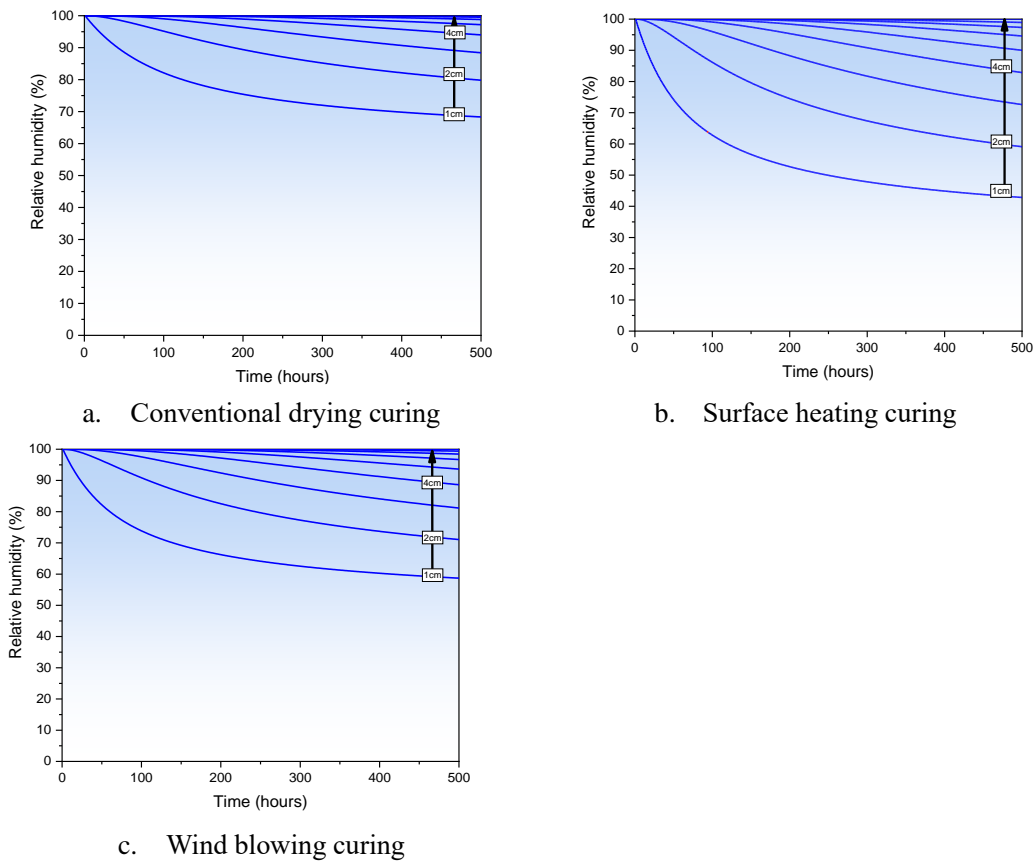 100
90
80
70
60
50
40
30
20
10
0
Relative humidity (%)
4cm
2cm
1cm
0 100 200 300 400 500
Time (hours)
a. Conventional drying curing
100
90
80
70
60
50
40
30
20
10
0
Relative humidity (%)
4cm
2cm
1cm
0 100 200 300 400 500
Time (hours)
b. Surface heating curing
100
90
80
70
60
50
40
30
20
10
0
Relative humidity (%)
4cm
2cm
1cm
0 100 200 300 400 500
Time (hours)
c. Wind blowing curing